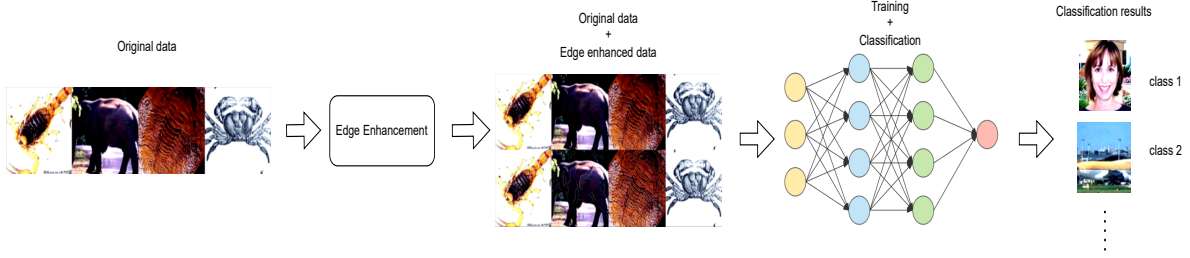 Original data
Edge Enhancement
Original data
+
Edge enhanced data
Training
+
Classification
Classification results
class 1
class 2